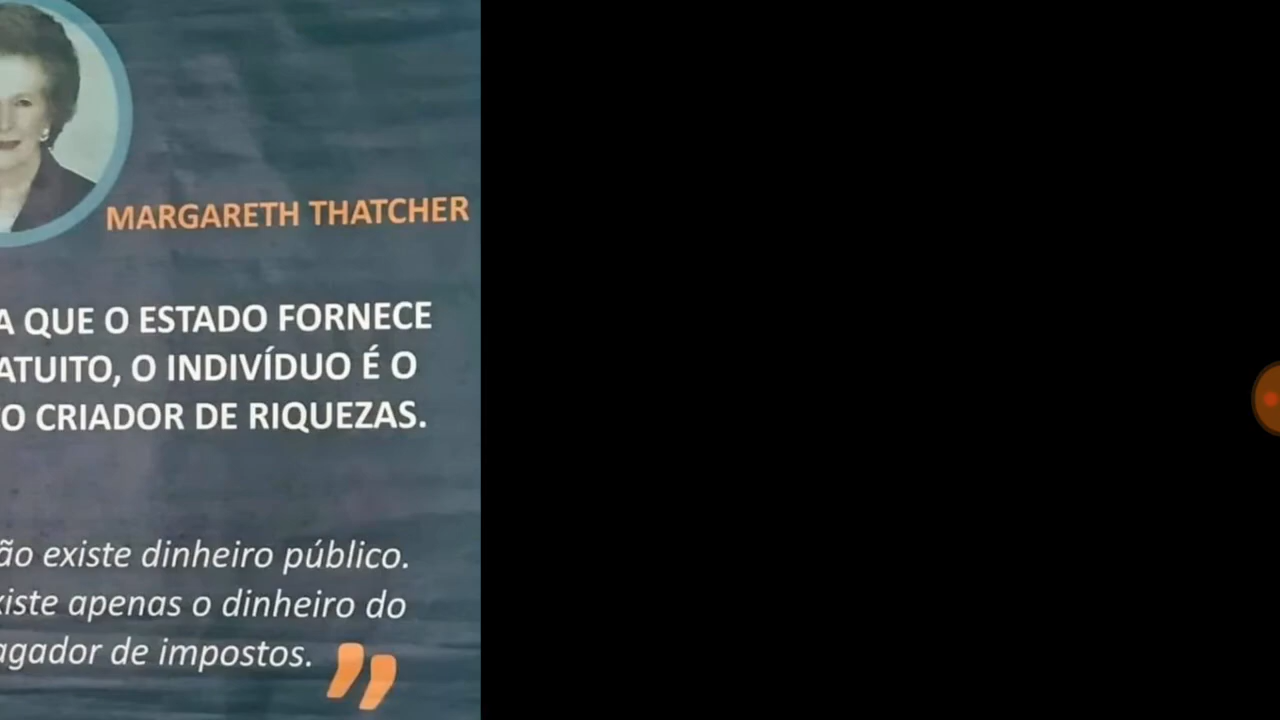 MARGARETH THATCHER
A QUE O ESTADO FORNECE
ATUITO, O INDIVÍDUO É O
O CRIADOR DE RIQUEZAS.
ão existe dinheiro público.
iste apenas o dinheiro do
agador de impostos.
”